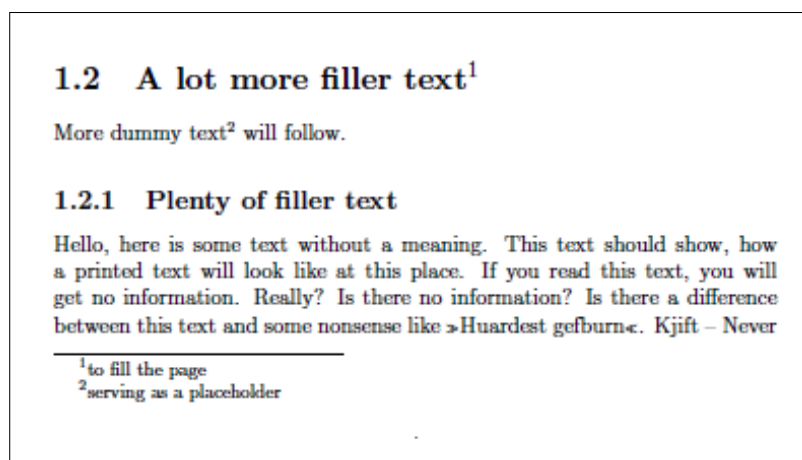 1.2 A lot more filler text¹
More dummy text² will follow.
1.2.1 Plenty of filler text
Hello, here is some text without a meaning. This text should show, how
a printed text will look like at this place. If you read this text, you will
get no information. Really? Is there no information? Is there a difference
between this text and some nonsense like »Huardest gefburn«. Kjift – Never
¹to fill the page
²serving as a placeholder